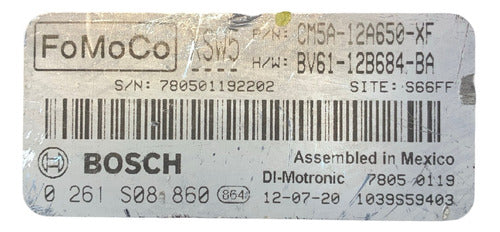 FoMoCo XSW5 P/N: CM5A-12A650-XF
H/W: BV61-12B684-BA
S/N: 780501192202 SITE: S66FF
BOSCH Assembled in Mexico
DI-Motronic 7805 0119
0 261 S08 860 864 12-07-20 1039S59403